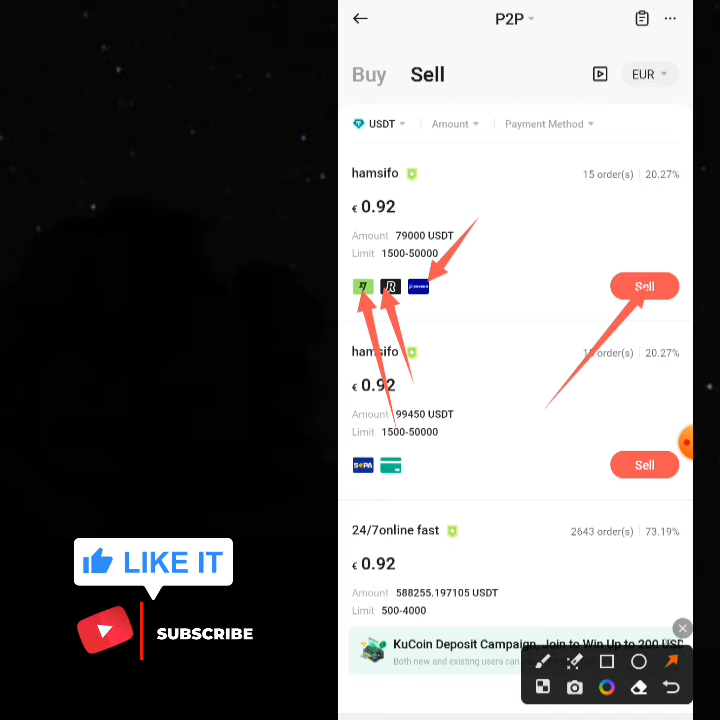 P2P
Buy Sell
EUR
USDT Amount Payment Method
hamsifo 15 order(s) 20.27%
€ 0.92
Amount 79000 USDT
Limit 1500-50000
Sell
hamsifo order(s) 20.27%
€ 0.92
Amount 99450 USDT
Limit 1500-50000
SEPA
Sell
24/7online fast 2643 order(s) 73.19%
€ 0.92
Amount 588255.197105 USDT
Limit 500-4000
KuCoin Deposit Campaign, Join to Win Up to 200 USD
Both new and existing users can
LIKE IT
SUBSCRIBE